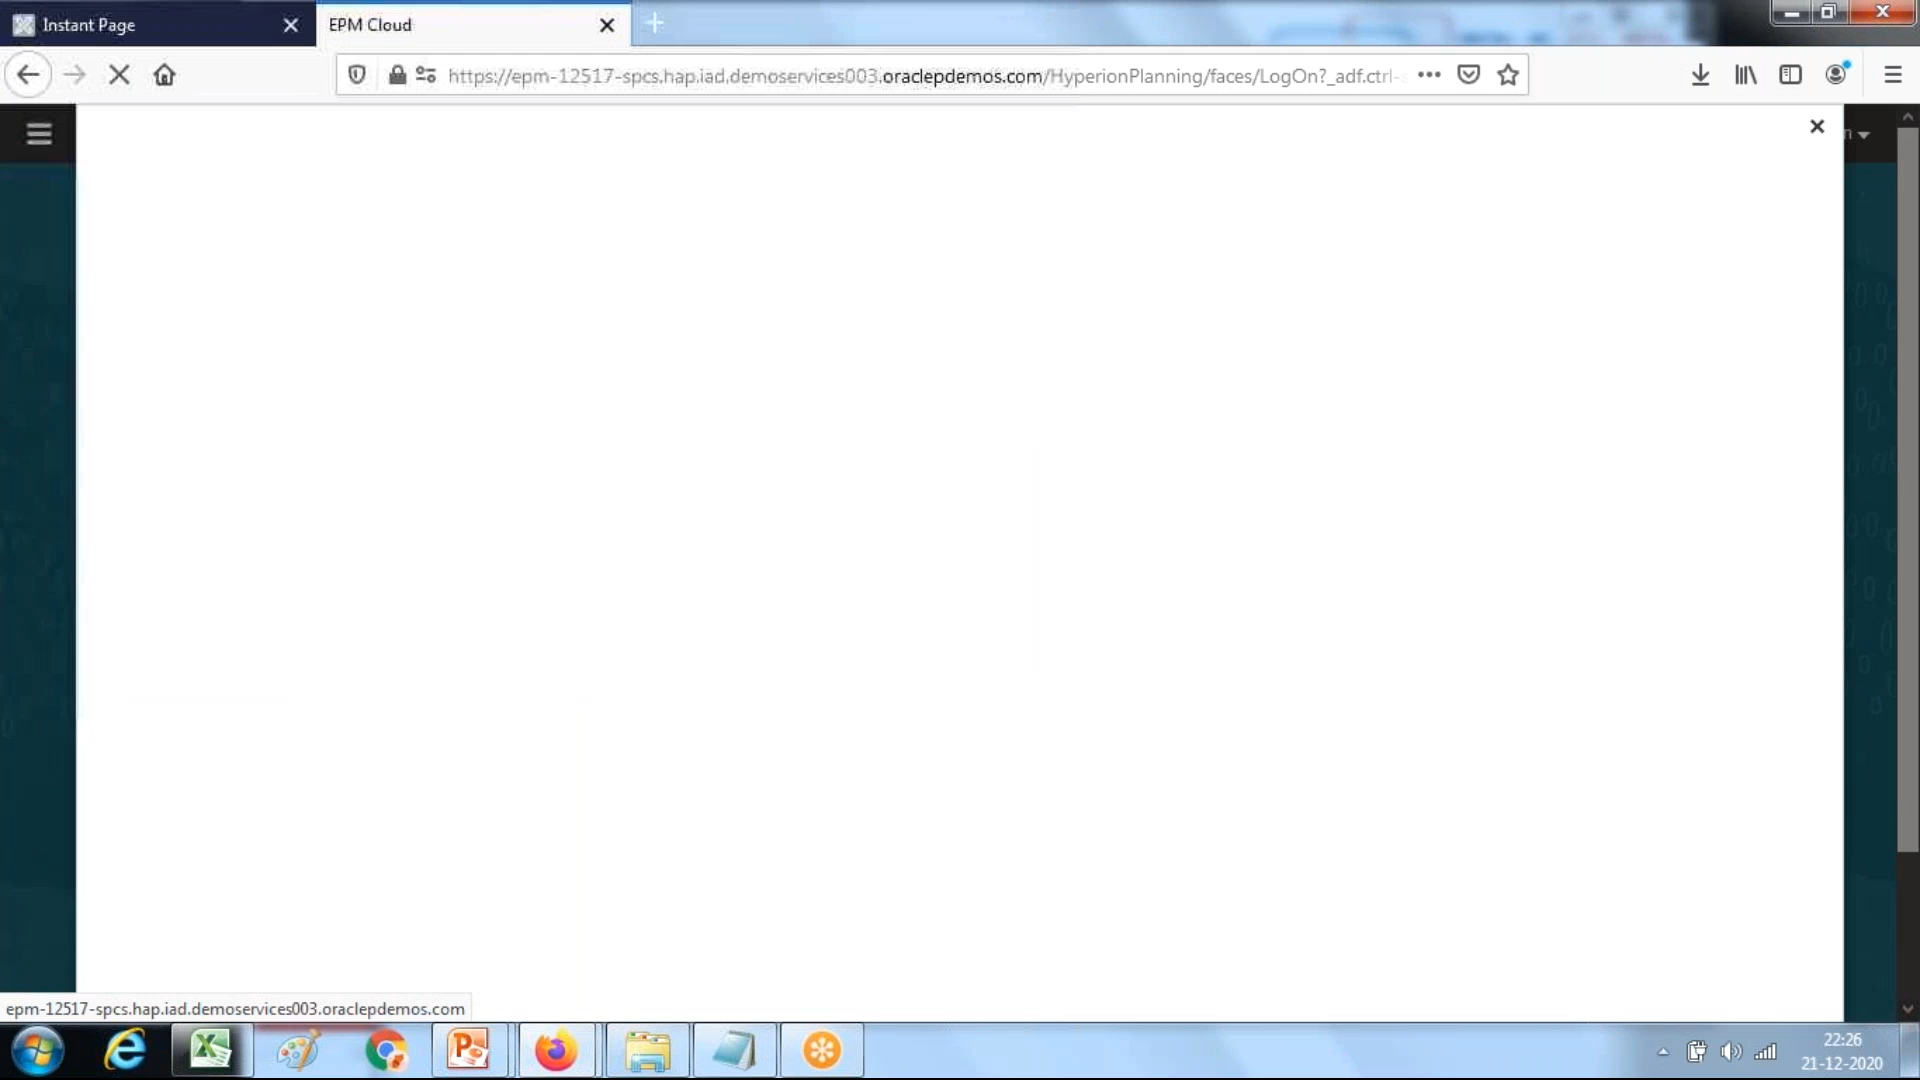 Instant Page
EPM Cloud
https://epm-12517-spcs.hap.iad.demoservices003.oraclepdemos.com/HyperionPlanning/faces/LogOn?_adf.ctrl-
epm-12517-spcs.hap.iad.demoservices003.oraclepdemos.com
22:26
21-12-2020